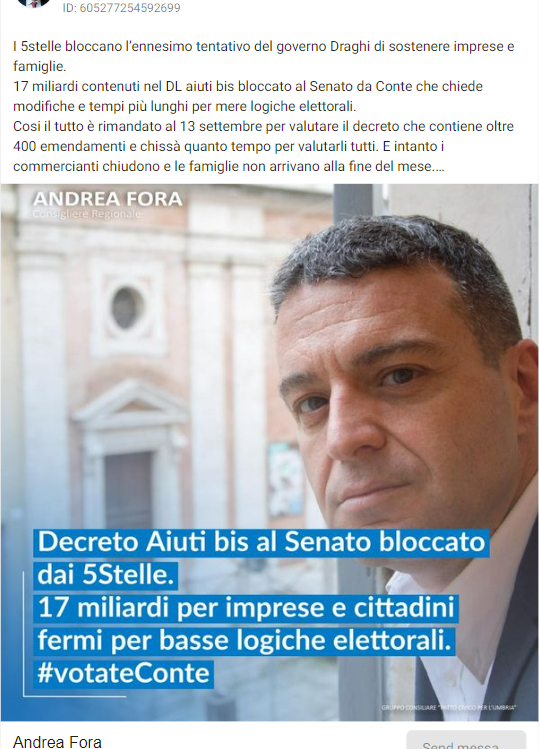 ID: 605277254592699
I 5stelle bloccano l'ennesimo tentativo del governo Draghi di sostenere imprese e
famiglie.
17 miliardi contenuti nel DL aiuti bis bloccato al Senato da Conte che chiede
modifiche e tempi più lunghi per mere logiche elettorali.
Cosi il tutto è rimandato al 13 settembre per valutare il decreto che contiene oltre
400 emendamenti e chissà quanto tempo per valutarli tutti. E intanto i
commercianti chiudono e le famiglie non arrivano alla fine del mese....
ANDREA FORA
Consigliere Regionale
Decreto Aiuti bis al Senato bloccato
dai 5Stelle.
17 miliardi per imprese e cittadini
fermi per basse logiche elettorali.
#votateConte
GRUPPO CONSILIARE "PATTO CIVICO PER L'UMBRIA"
Andrea Fora
Send messa...